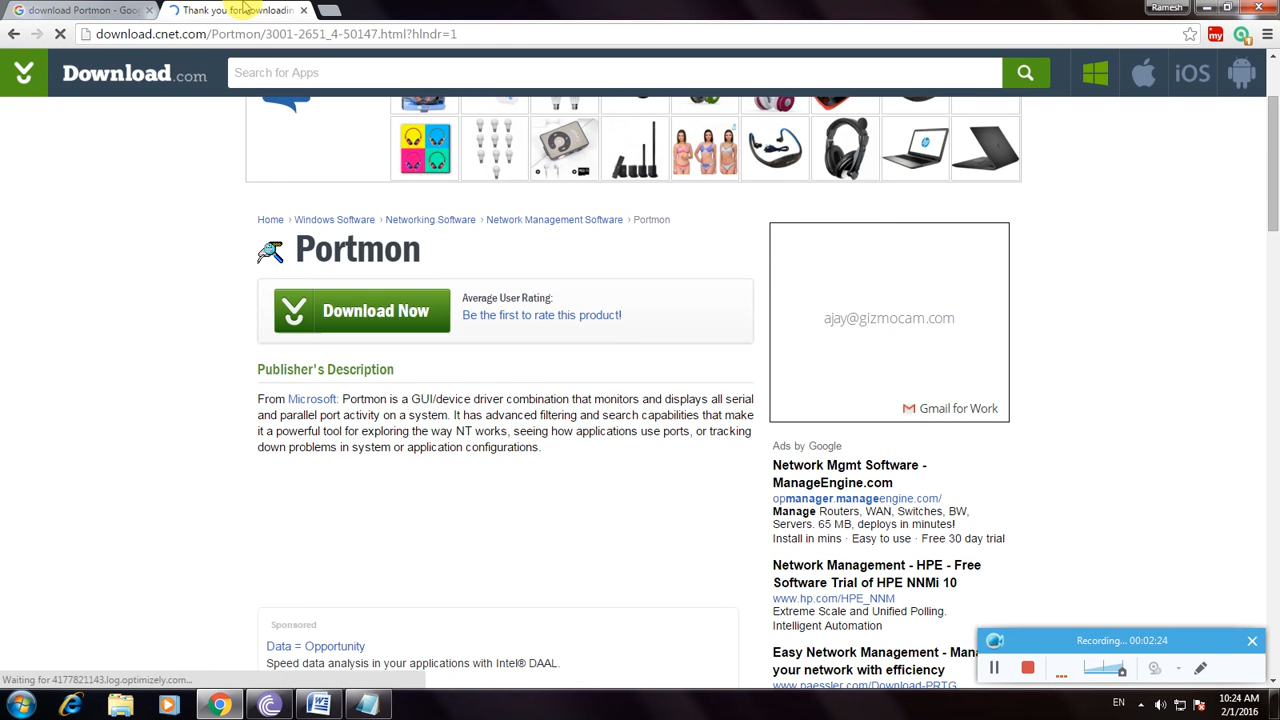 download Portmon - Goo
Thank you for downloadin
Ramesh
download.cnet.com/Portmon/3001-2651_4-50147.html?hlndr=1
my
Download.com
Search for Apps
iOS
Home › Windows Software › Networking Software › Network Management Software › Portmon
Portmon
Download Now
Average User Rating:
Be the first to rate this product!
Publisher's Description
From Microsoft: Portmon is a GUI/device driver combination that monitors and displays all serial
and parallel port activity on a system. It has advanced filtering and search capabilities that make
it a powerful tool for exploring the way NT works, seeing how applications use ports, or tracking
down problems in system or application configurations.
ajay@gizmocam.com
Gmail for Work
Ads by Google
Network Mgmt Software -
ManageEngine.com
opmanager.manageengine.com/
Manage Routers, WAN, Switches, BW,
Servers. 65 MB, deploys in minutes!
Install in mins · Easy to use · Free 30 day trial
Network Management - HPE - Free
Software Trial of HPE NNMi 10
www.hp.com/HPE_NNM
Extreme Scale and Unified Polling.
Intelligent Automation
Easy Network Management - Mana
your network with efficiency
www.paessler.com/Download-PRTG
Sponsored
Data = Opportunity
Speed data analysis in your applications with Intel® DAAL.
Recording... 00:02:24
Waiting for 4177821143.log.optimizely.com...
EN
10:24 AM
2/1/2016